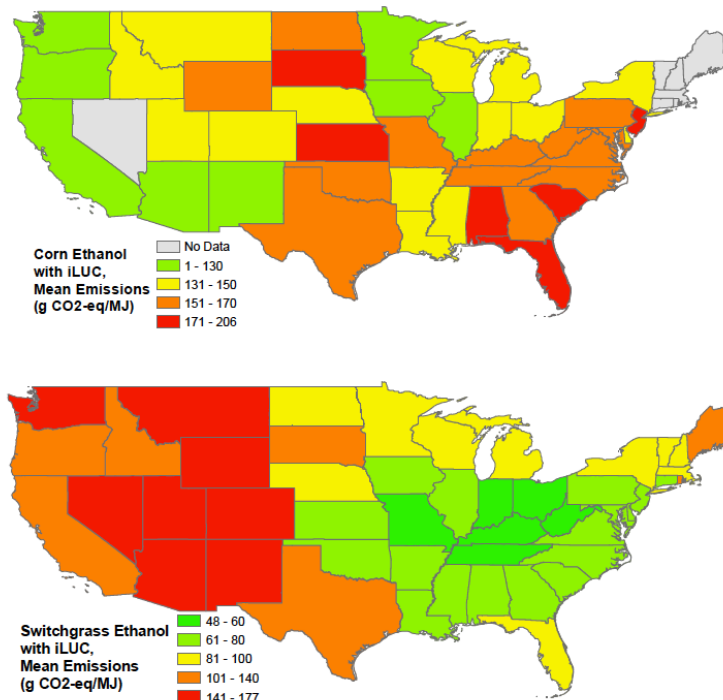 Corn Ethanol
with iLUC,
Mean Emissions
(g CO2-eq/MJ)
No Data
1 - 130
131 - 150
151 - 170
171 - 206
Switchgrass Ethanol
with iLUC,
Mean Emissions
(g CO2-eq/MJ)
48 - 60
61 - 80
81 - 100
101 - 140
141 - 177